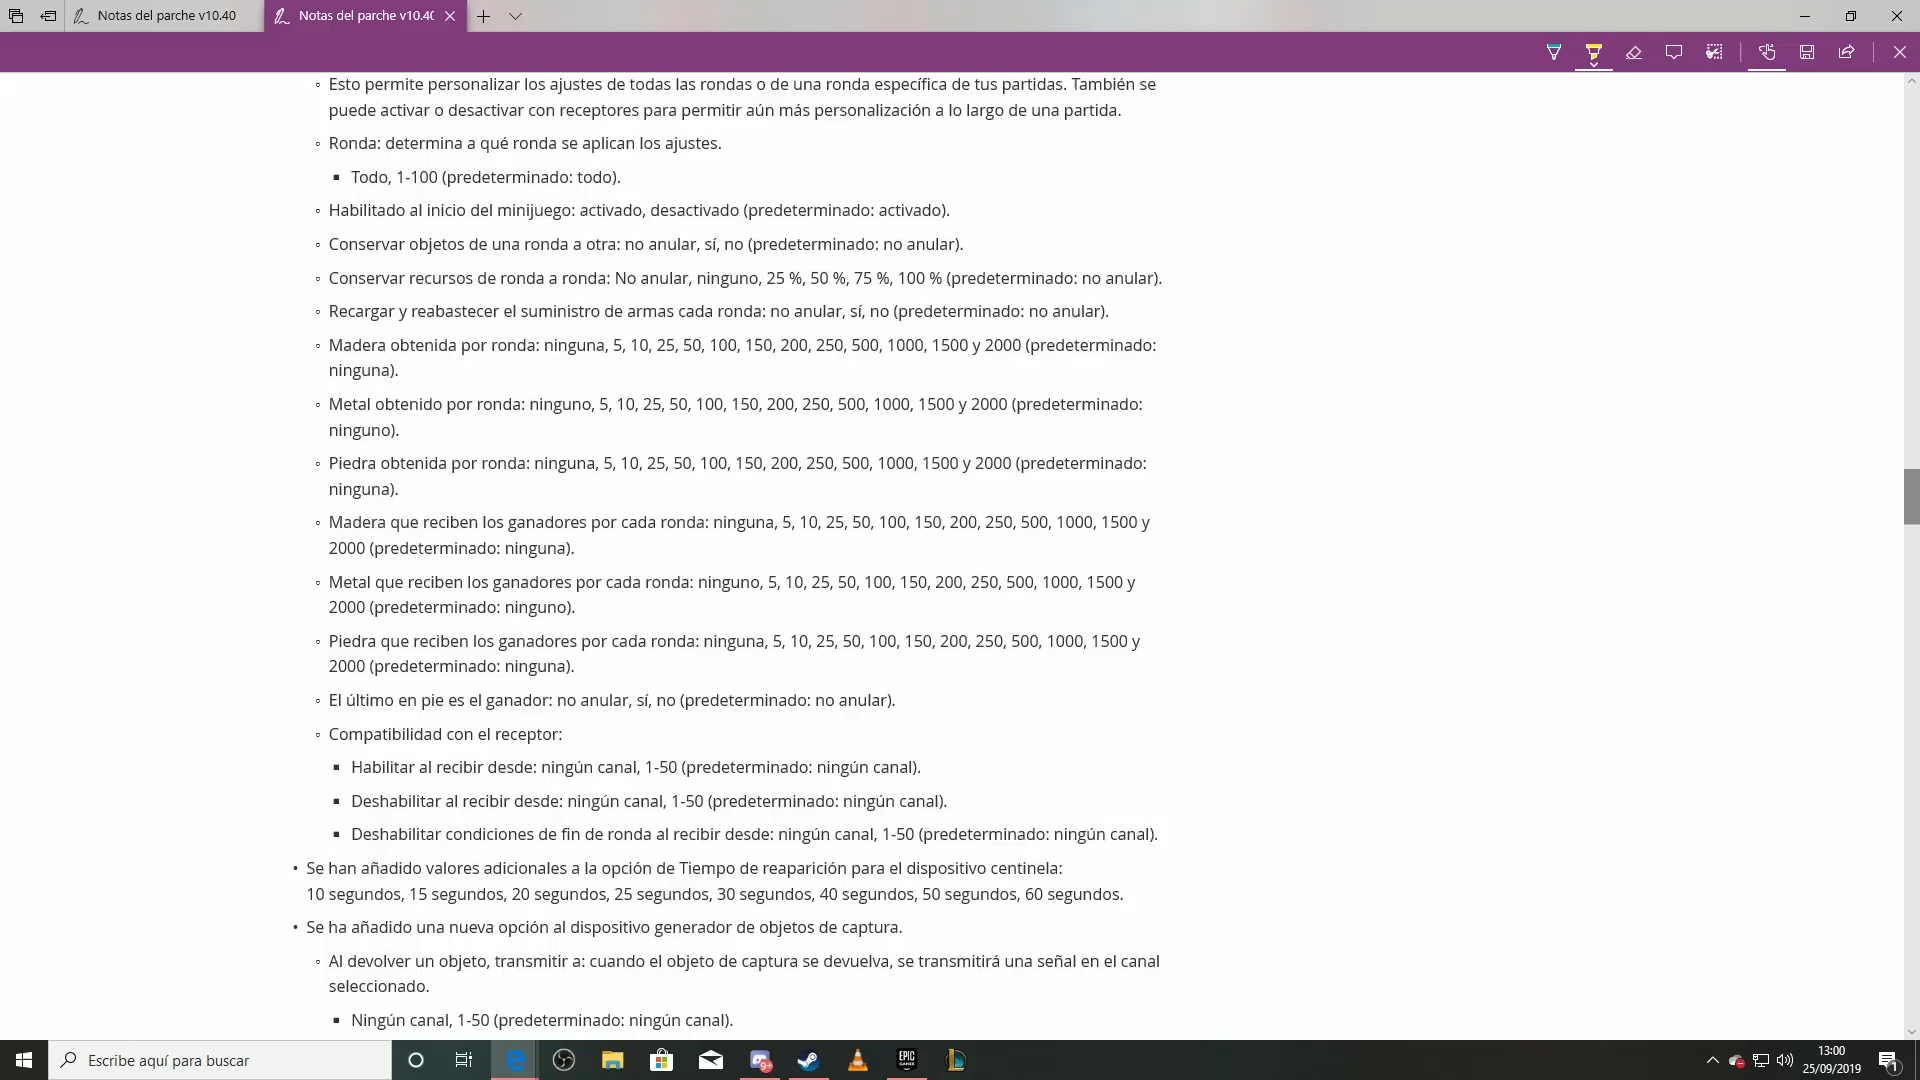 Notas del parche v10.40
Notas del parche v10.4
Esto permite personalizar los ajustes de todas las rondas o de una ronda específica de tus partidas. También se
puede activar o desactivar con receptores para permitir aún más personalización a lo largo de una partida.
Ronda: determina a qué ronda se aplican los ajustes.
Todo, 1-100 (predeterminado: todo).
Habilitado al inicio del minijuego: activado, desactivado (predeterminado: activado).
Conservar objetos de una ronda a otra: no anular, sí, no (predeterminado: no anular).
Conservar recursos de ronda a ronda: No anular, ninguno, 25 %, 50 %, 75 %, 100 % (predeterminado: no anular).
Recargar y reabastecer el suministro de armas cada ronda: no anular, sí, no (predeterminado: no anular).
Madera obtenida por ronda: ninguna, 5, 10, 25, 50, 100, 150, 200, 250, 500, 1000, 1500 y 2000 (predeterminado:
ninguna).
Metal obtenido por ronda: ninguno, 5, 10, 25, 50, 100, 150, 200, 250, 500, 1000, 1500 y 2000 (predeterminado:
ninguno).
Piedra obtenida por ronda: ninguna, 5, 10, 25, 50, 100, 150, 200, 250, 500, 1000, 1500 y 2000 (predeterminado:
ninguna).
Madera que reciben los ganadores por cada ronda: ninguna, 5, 10, 25, 50, 100, 150, 200, 250, 500, 1000, 1500 y
2000 (predeterminado: ninguna).
Metal que reciben los ganadores por cada ronda: ninguno, 5, 10, 25, 50, 100, 150, 200, 250, 500, 1000, 1500 y
2000 (predeterminado: ninguno).
Piedra que reciben los ganadores por cada ronda: ninguna, 5, 10, 25, 50, 100, 150, 200, 250, 500, 1000, 1500 y
2000 (predeterminado: ninguna).
El último en pie es el ganador: no anular, sí, no (predeterminado: no anular).
Compatibilidad con el receptor:
Habilitar al recibir desde: ningún canal, 1-50 (predeterminado: ningún canal).
Deshabilitar al recibir desde: ningún canal, 1-50 (predeterminado: ningún canal).
Deshabilitar condiciones de fin de ronda al recibir desde: ningún canal, 1-50 (predeterminado: ningún canal).
Se han añadido valores adicionales a la opción de Tiempo de reaparición para el dispositivo centinela:
10 segundos, 15 segundos, 20 segundos, 25 segundos, 30 segundos, 40 segundos, 50 segundos, 60 segundos.
Se ha añadido una nueva opción al dispositivo generador de objetos de captura.
Al devolver un objeto, transmitir a: cuando el objeto de captura se devuelva, se transmitirá una señal en el canal
seleccionado.
Ningún canal, 1-50 (predeterminado: ningún canal).
Escribe aquí para buscar
9+
EPIC
GAMES
13:00
25/09/2019
1